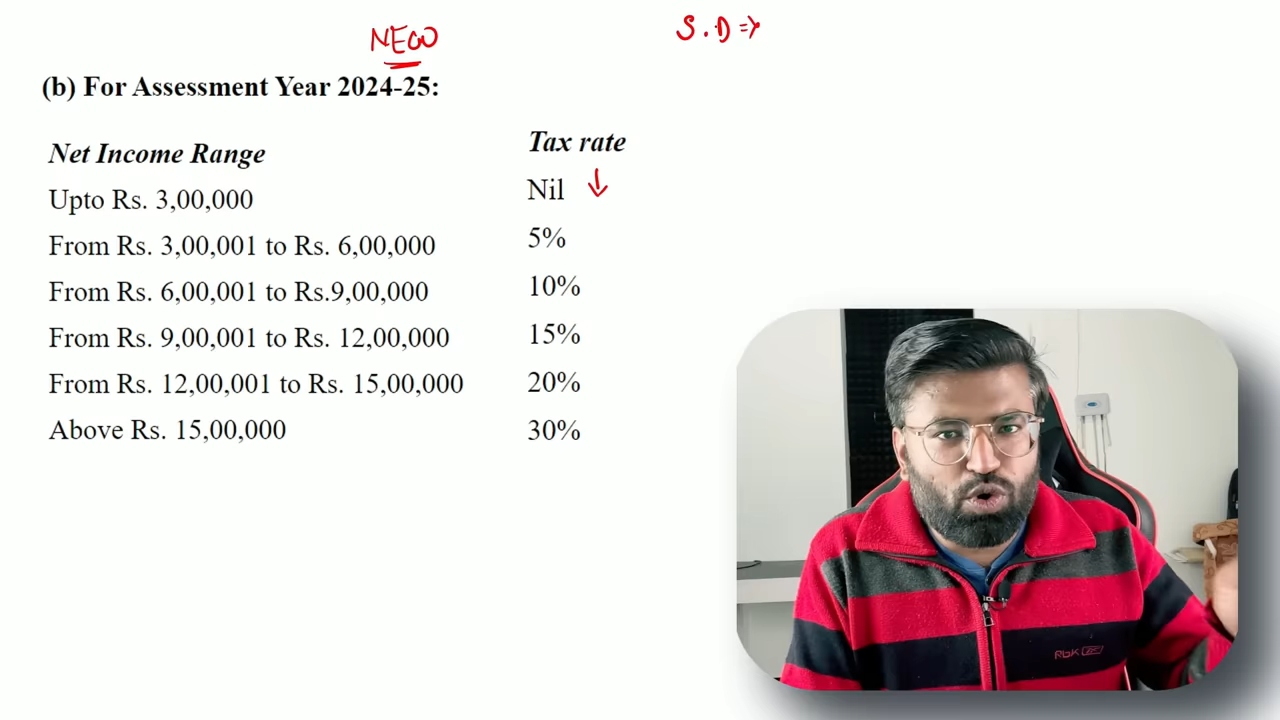 NEW
S.D =>
(b) For Assessment Year 2024-25:
Net Income Range Tax rate
Upto Rs. 3,00,000 Nil
From Rs. 3,00,001 to Rs. 6,00,000 5%
From Rs. 6,00,001 to Rs.9,00,000 10%
From Rs. 9,00,001 to Rs. 12,00,000 15%
From Rs. 12,00,001 to Rs. 15,00,000 20%
Above Rs. 15,00,000 30%
RBK